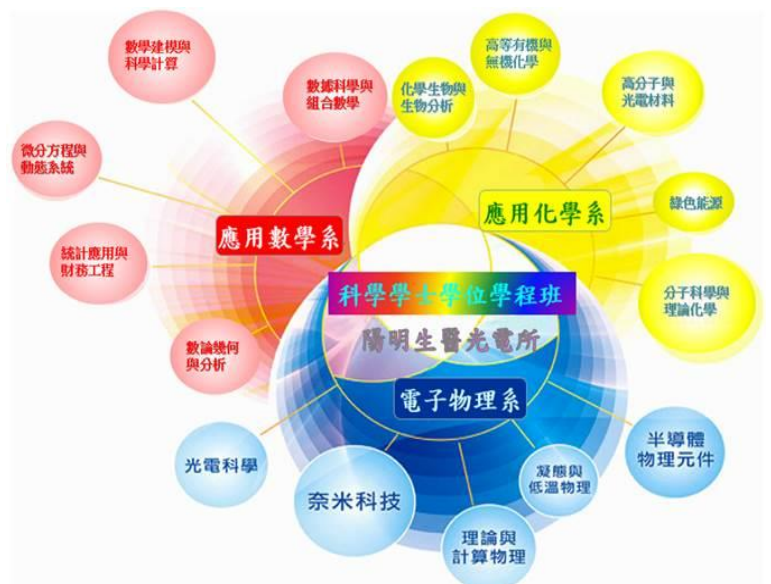 數學建模與
科學計算
數據科學與
組合數學
微分方程與
動態系統
統計應用與
財務工程
數論幾何
與分析
應用數學系
化學生物與
生物分析
高等有機與
無機化學
高分子與
光電材料
綠色能源
分子科學與
理論化學
應用化學系
科學學士學位學程班
陽明生醫光電所
電子物理系
光電科學
奈米科技
理論與
計算物理
凝態與
低溫物理
半導體
物理元件